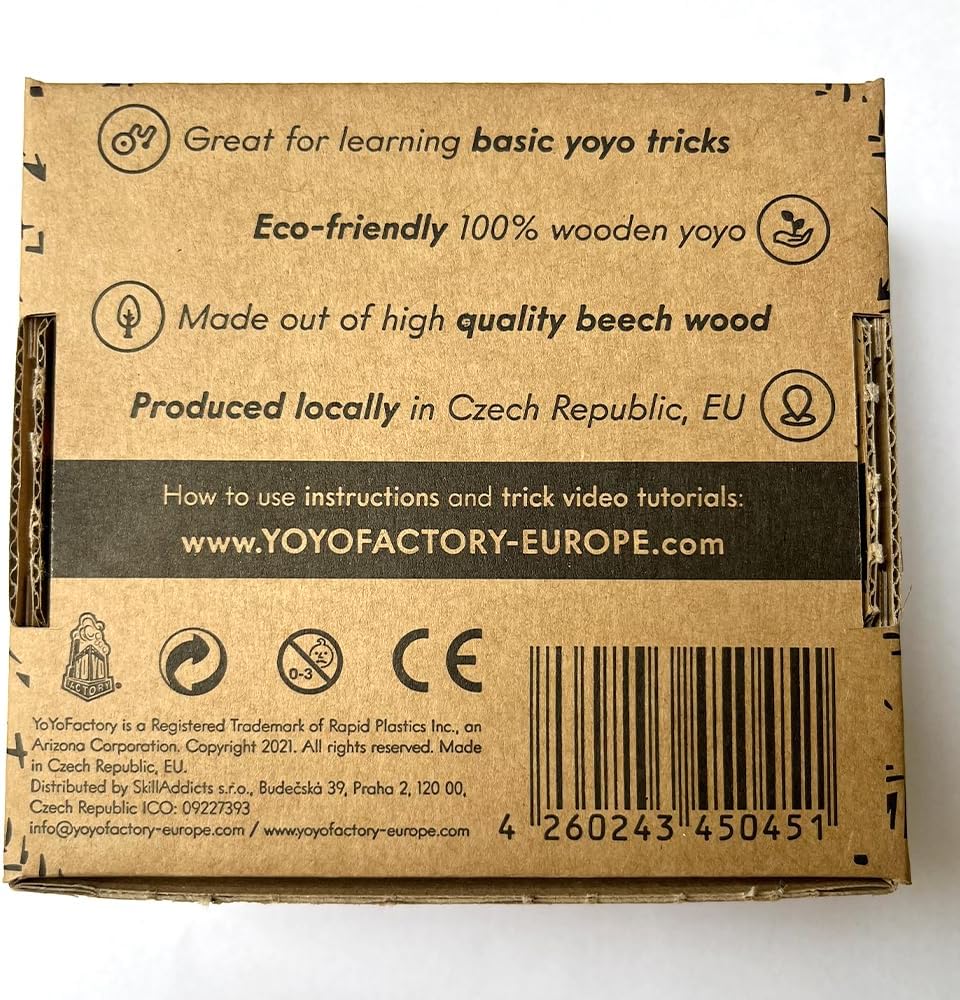 Great for learning basic yoyo tricks
Eco-friendly 100% wooden yoyo
Made out of high quality beech wood
Produced locally in Czech Republic, EU
How to use instructions and trick video tutorials:
www.YOYOFACTORY-EUROPE.com
FACTORY®
0-3
CE
YoYoFactory is a Registered Trademark of Rapid Plastics Inc., an
Arizona Corporation. Copyright 2021. All rights reserved. Made
in Czech Republic, EU.
Distributed by SkillAddicts s.r.o., Budečská 39, Praha 2, 120 00,
Czech Republic ICO: 09227393
info@yoyofactory-europe.com / www.yoyofactory-europe.com
4 260243 450451